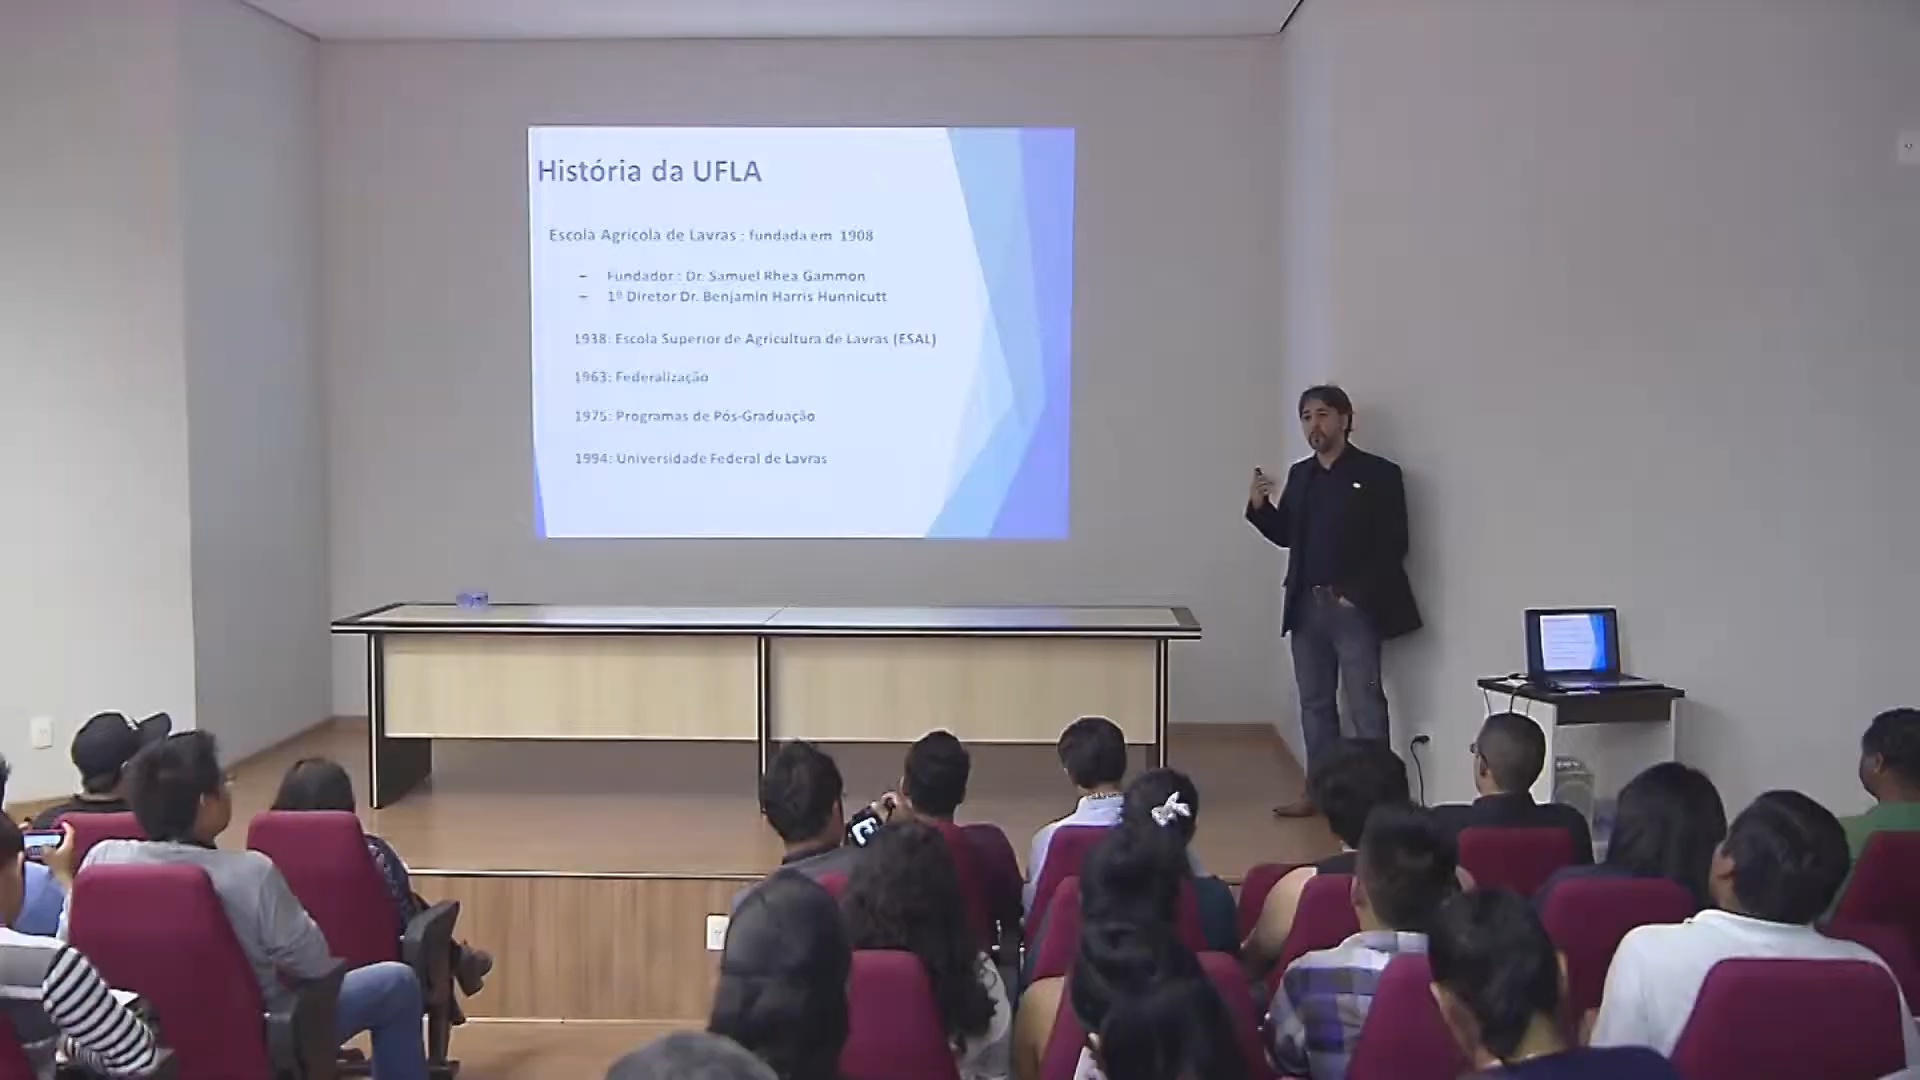 História da UFLA
Escola Agrícola de Lavras : fundada em 1908
– Fundador : Dr. Samuel Rhea Gammon
– 1º Diretor Dr. Benjamin Harris Hunnicutt
1938: Escola Superior de Agricultura de Lavras (ESAL)
1963: Federalização
1975: Programas de Pós-Graduação
1994: Universidade Federal de Lavras